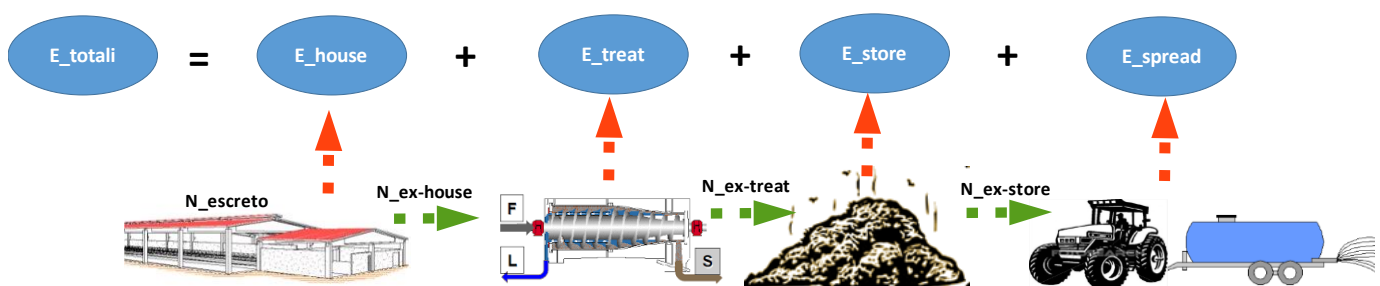 E_totali = E_house + E_treat + E_store + E_spread
N_escreto
N_ex-house
F
L
S
N_ex-treat
N_ex-store